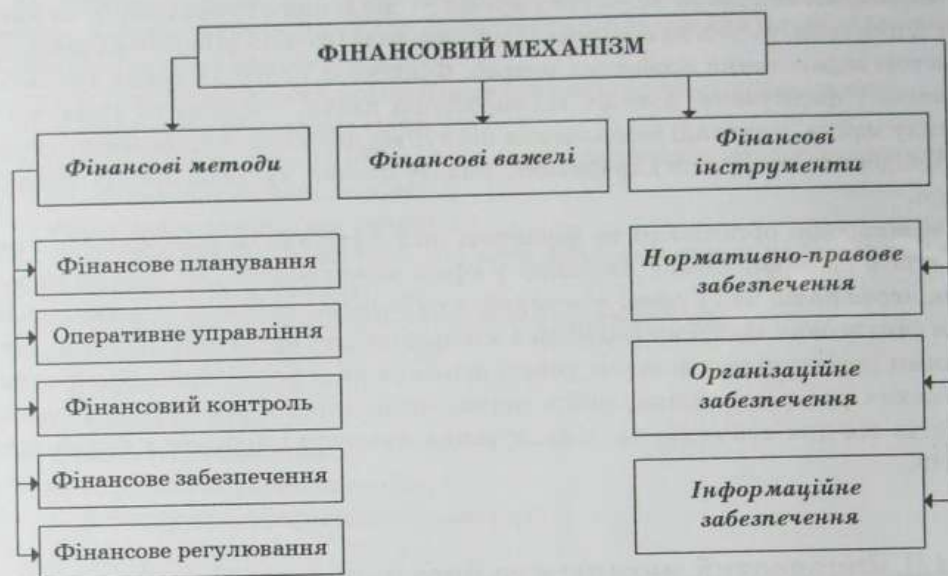 ФІНАНСОВИЙ МЕХАНІЗМ
Фінансові методи
Фінансові важелі
Фінансові
інструменти
Фінансове планування
Оперативне управління
Фінансовий контроль
Фінансове забезпечення
Фінансове регулювання
Нормативно-правове
забезпечення
Організаційне
забезпечення
Інформаційне
забезпечення